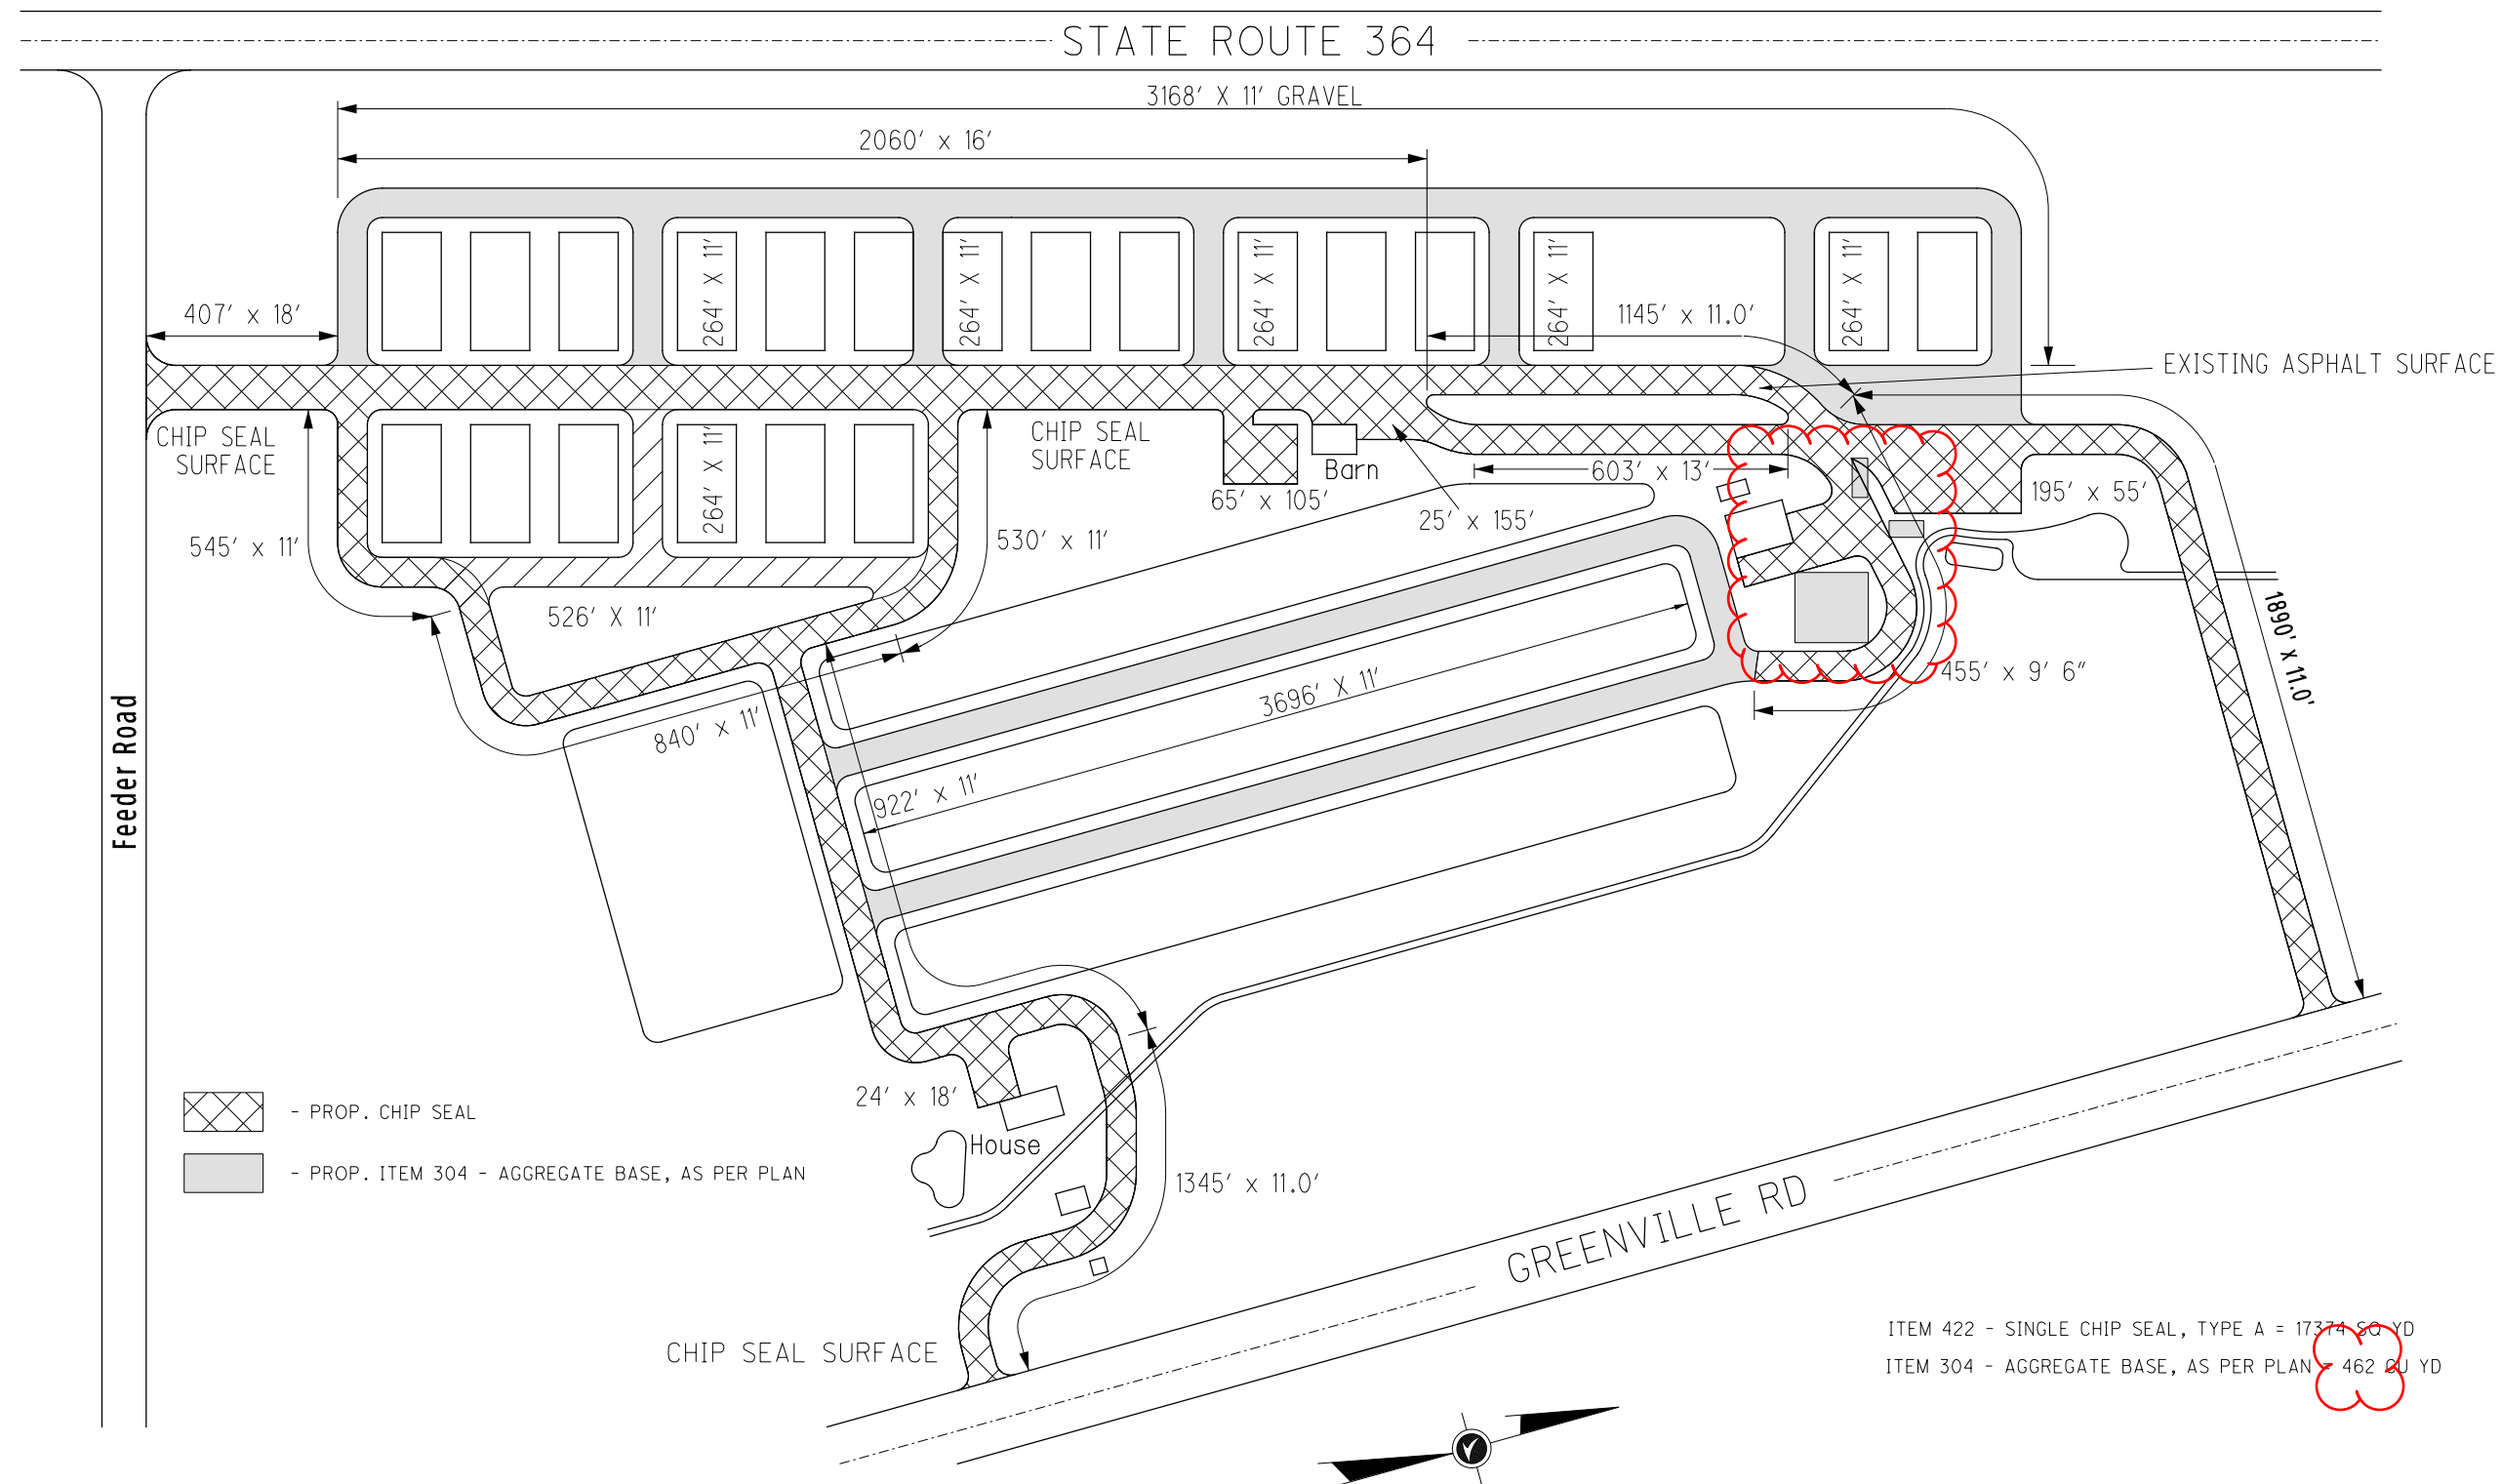 STATE ROUTE 364
3168' X 11' GRAVEL
2060' x 16'
407' x 18'
264' X 11'
264' X 11'
264' X 11'
264' X 11'
264' X 11'
1145' x 11.0'
EXISTING ASPHALT SURFACE
CHIP SEAL
SURFACE
264' X 11'
CHIP SEAL
SURFACE
Barn
603' x 13'
65' x 105'
25' x 155'
195' x 55'
545' x 11'
530' x 11'
526' X 11'
1890' x 11.0'
455' x 9' 6"
840' x 11'
3696' X 11'
922' x 11'
Feeder Road
24' x 18'
House
- PROP. CHIP SEAL
- PROP. ITEM 304 - AGGREGATE BASE, AS PER PLAN
1345' x 11.0'
GREENVILLE RD
CHIP SEAL SURFACE
ITEM 422 - SINGLE CHIP SEAL, TYPE A = 17374 SQ YD
ITEM 304 - AGGREGATE BASE, AS PER PLAN = 462 CU YD